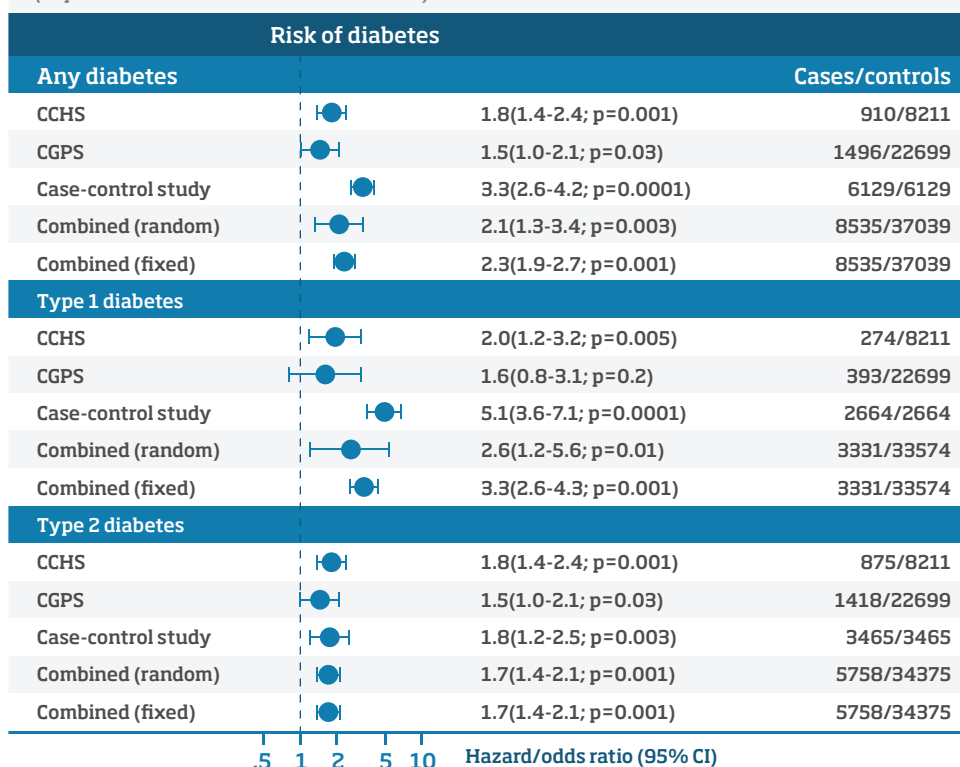 Risk of diabetes
Any diabetes Cases/controls
CCHS 1.8(1.4-2.4; p=0.001) 910/8211
CGPS 1.5(1.0-2.1; p=0.03) 1496/22699
Case-control study 3.3(2.6-4.2; p=0.0001) 6129/6129
Combined (random) 2.1(1.3-3.4; p=0.003) 8535/37039
Combined (fixed) 2.3(1.9-2.7; p=0.001) 8535/37039
Type 1 diabetes
CCHS 2.0(1.2-3.2; p=0.005) 274/8211
CGPS 1.6(0.8-3.1; p=0.2) 393/22699
Case-control study 5.1(3.6-7.1; p=0.0001) 2664/2664
Combined (random) 2.6(1.2-5.6; p=0.01) 3331/33574
Combined (fixed) 3.3(2.6-4.3; p=0.001) 3331/33574
Type 2 diabetes
CCHS 1.8(1.4-2.4; p=0.001) 875/8211
CGPS 1.5(1.0-2.1; p=0.03) 1418/22699
Case-control study 1.8(1.2-2.5; p=0.003) 3465/3465
Combined (random) 1.7(1.4-2.1; p=0.001) 5758/34375
Combined (fixed) 1.7(1.4-2.1; p=0.001) 5758/34375
.5 1 2 5 10 Hazard/odds ratio (95% CI)